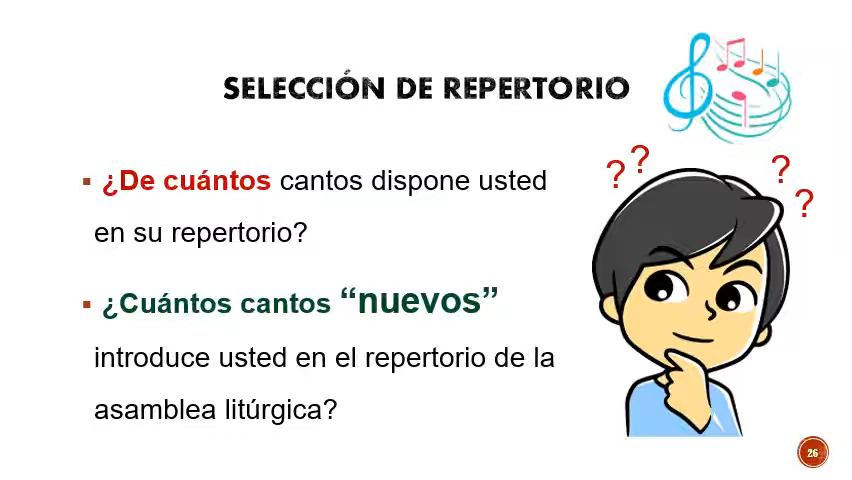 SELECCIÓN DE REPERTORIO
? ?
? ?
▪ ¿De cuántos cantos dispone usted
en su repertorio?
▪ ¿Cuántos cantos “nuevos”
introduce usted en el repertorio de la
asamblea litúrgica?
26